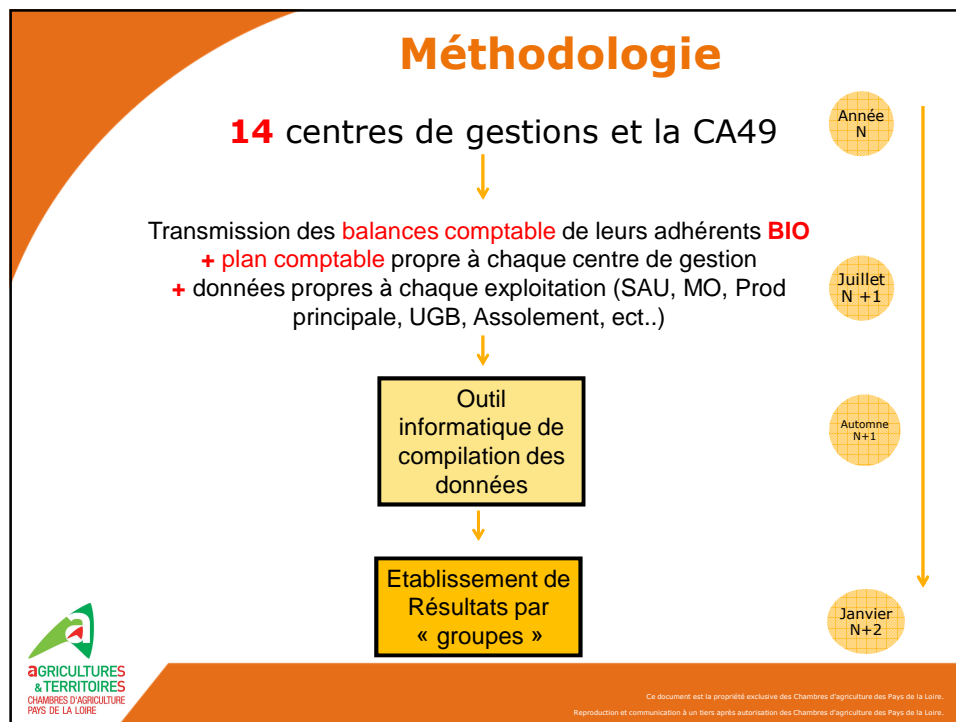 Méthodologie
14 centres de gestions et la CA49
Année
N
Transmission des balances comptable de leurs adhérents BIO
+ plan comptable propre à chaque centre de gestion
+ données propres à chaque exploitation (SAU, MO, Prod
principale, UGB, Assolement, ect..)
Juillet
N +1
Outil
informatique de
compilation des
données
Automne
N+1
Etablissement de
Résultats par
« groupes »
Janvier
N+2
aGRICULTURES
& TERRITOIRES
CHAMBRES D'AGRICULTURE
PAYS DE LA LOIRE
Ce document est la propriété exclusive des Chambres d'agriculture des Pays de la Loire.
Reproduction et communication à un tiers après autorisation des Chambres d'agriculture des Pays de la Loire.